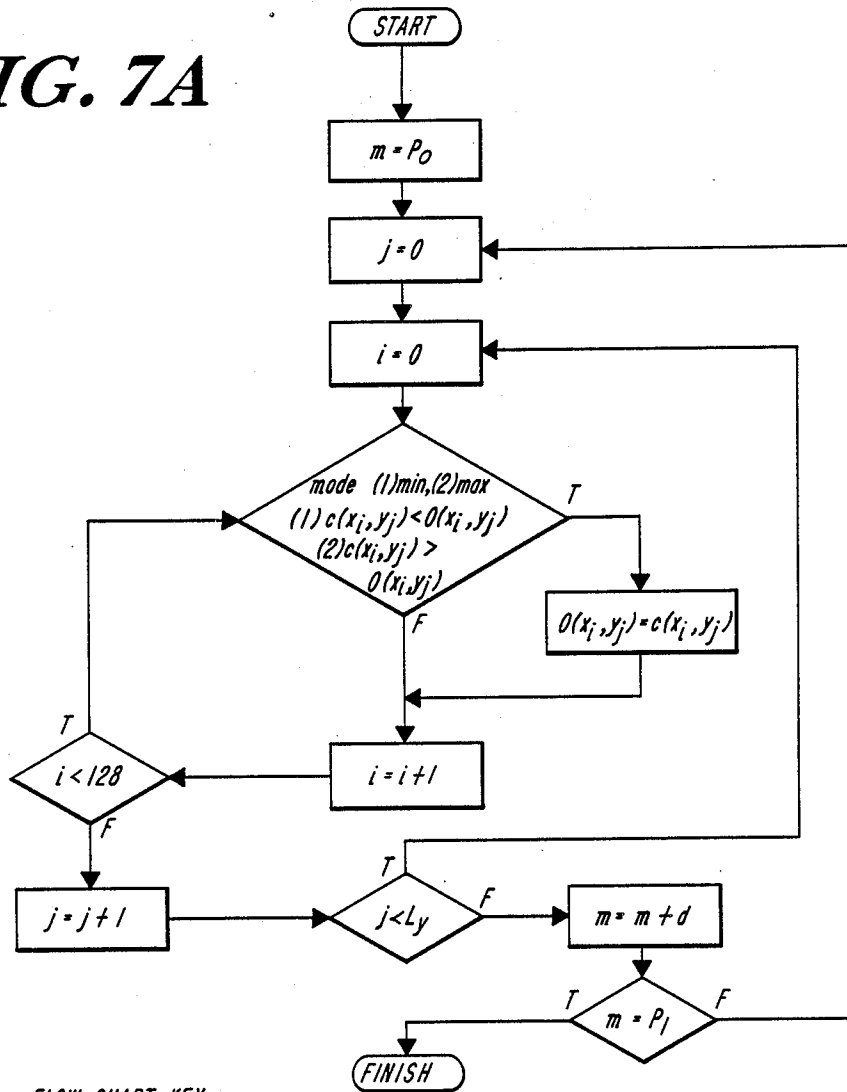 IG. 7A
START
m = P₀
j = 0
i = 0
mode (1)min,(2)max
(1) c(xᵢ,yⱼ)<O(xᵢ,yⱼ)
(2)c(xᵢ,yⱼ)>
O(xᵢ,yⱼ)
T
F
O(xᵢ,yⱼ)=c(xᵢ,yⱼ)
i = i+1
T
i<128
F
j = j+1
T
j<L_y
F
m = m+d
T
m = P₁
F
FINISH